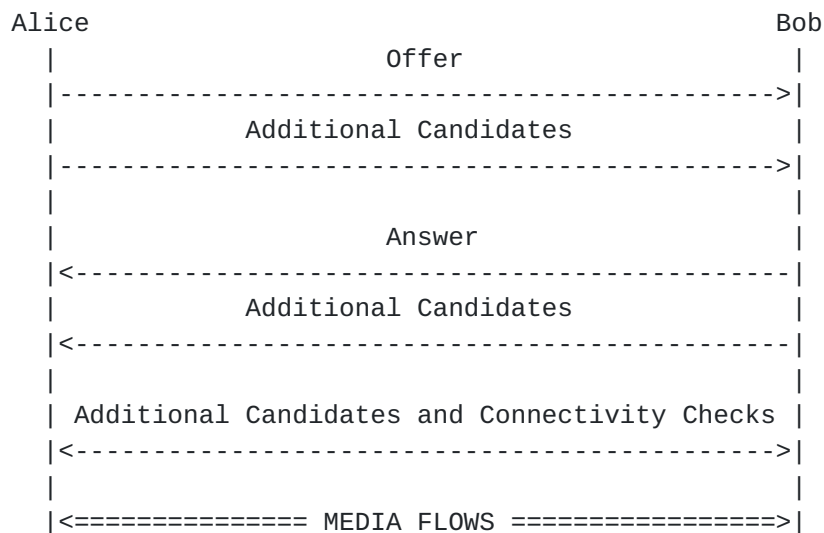 Alice                                            Bob
  |                     Offer                     |
  |---------------------------------------------->|
  |            Additional Candidates              |
  |---------------------------------------------->|
  |                                               |
  |                     Answer                    |
  |<----------------------------------------------|
  |            Additional Candidates              |
  |<----------------------------------------------|
  |                                               |
  | Additional Candidates and Connectivity Checks |
  |<--------------------------------------------->|
  |                                               |
  |<=============== MEDIA FLOWS =================>|